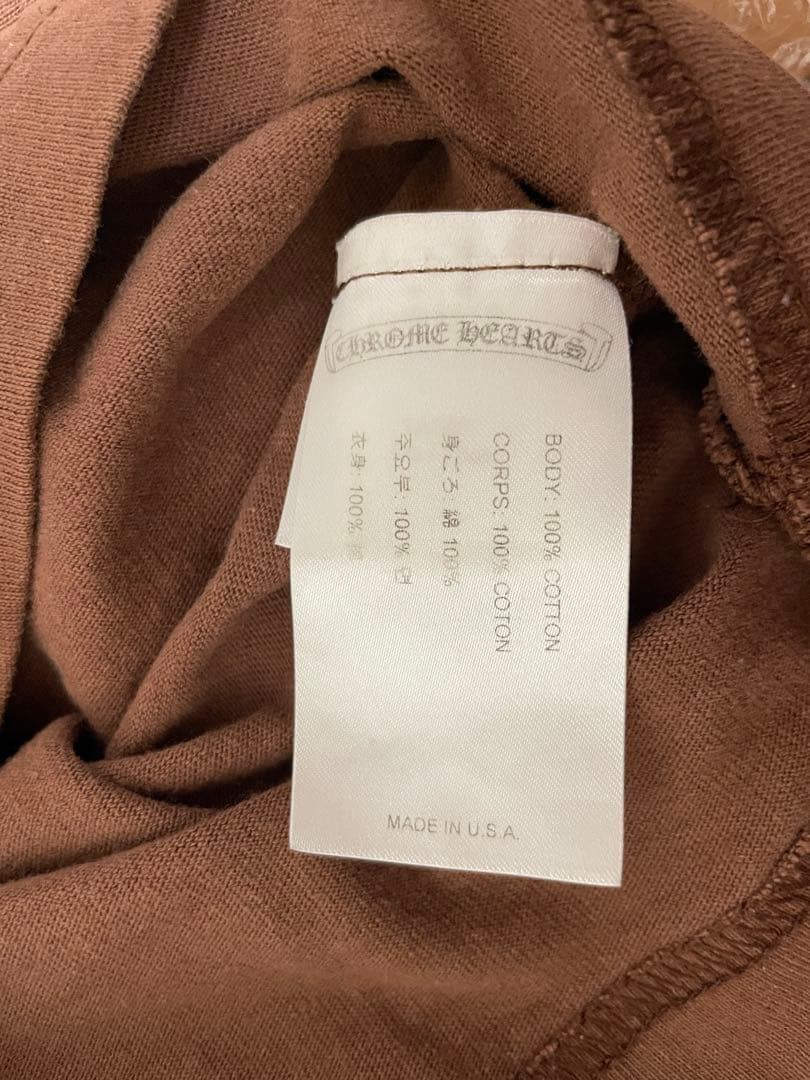 CHROME HEARTS
BODY: 100% COTTON
CORPS: 100% COTON
身ごろ 綿 100%
주요부: 100% 면
衣身: 100%
MADE IN U.S.A.